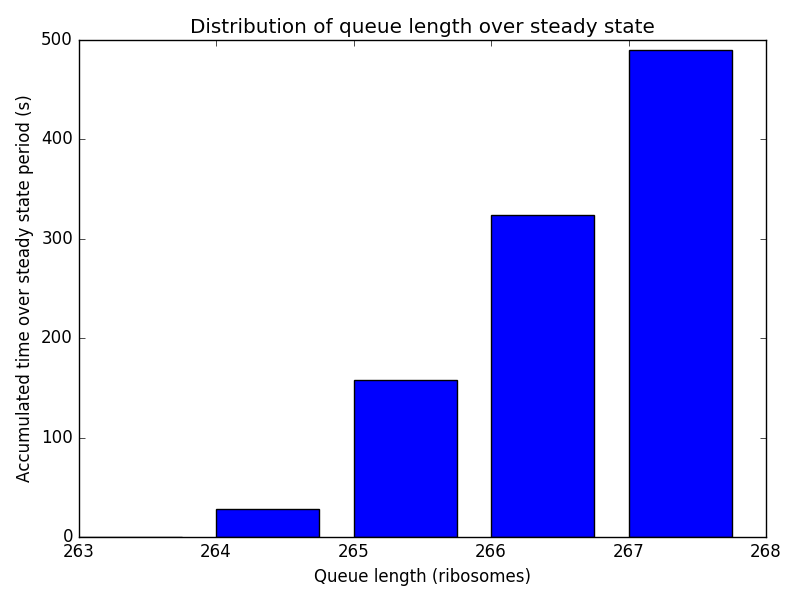 Distribution of queue length over steady state
Accumulated time over steady state period (s)
500
400
300
200
100
0
263 264 265 266 267 268
Queue length (ribosomes)